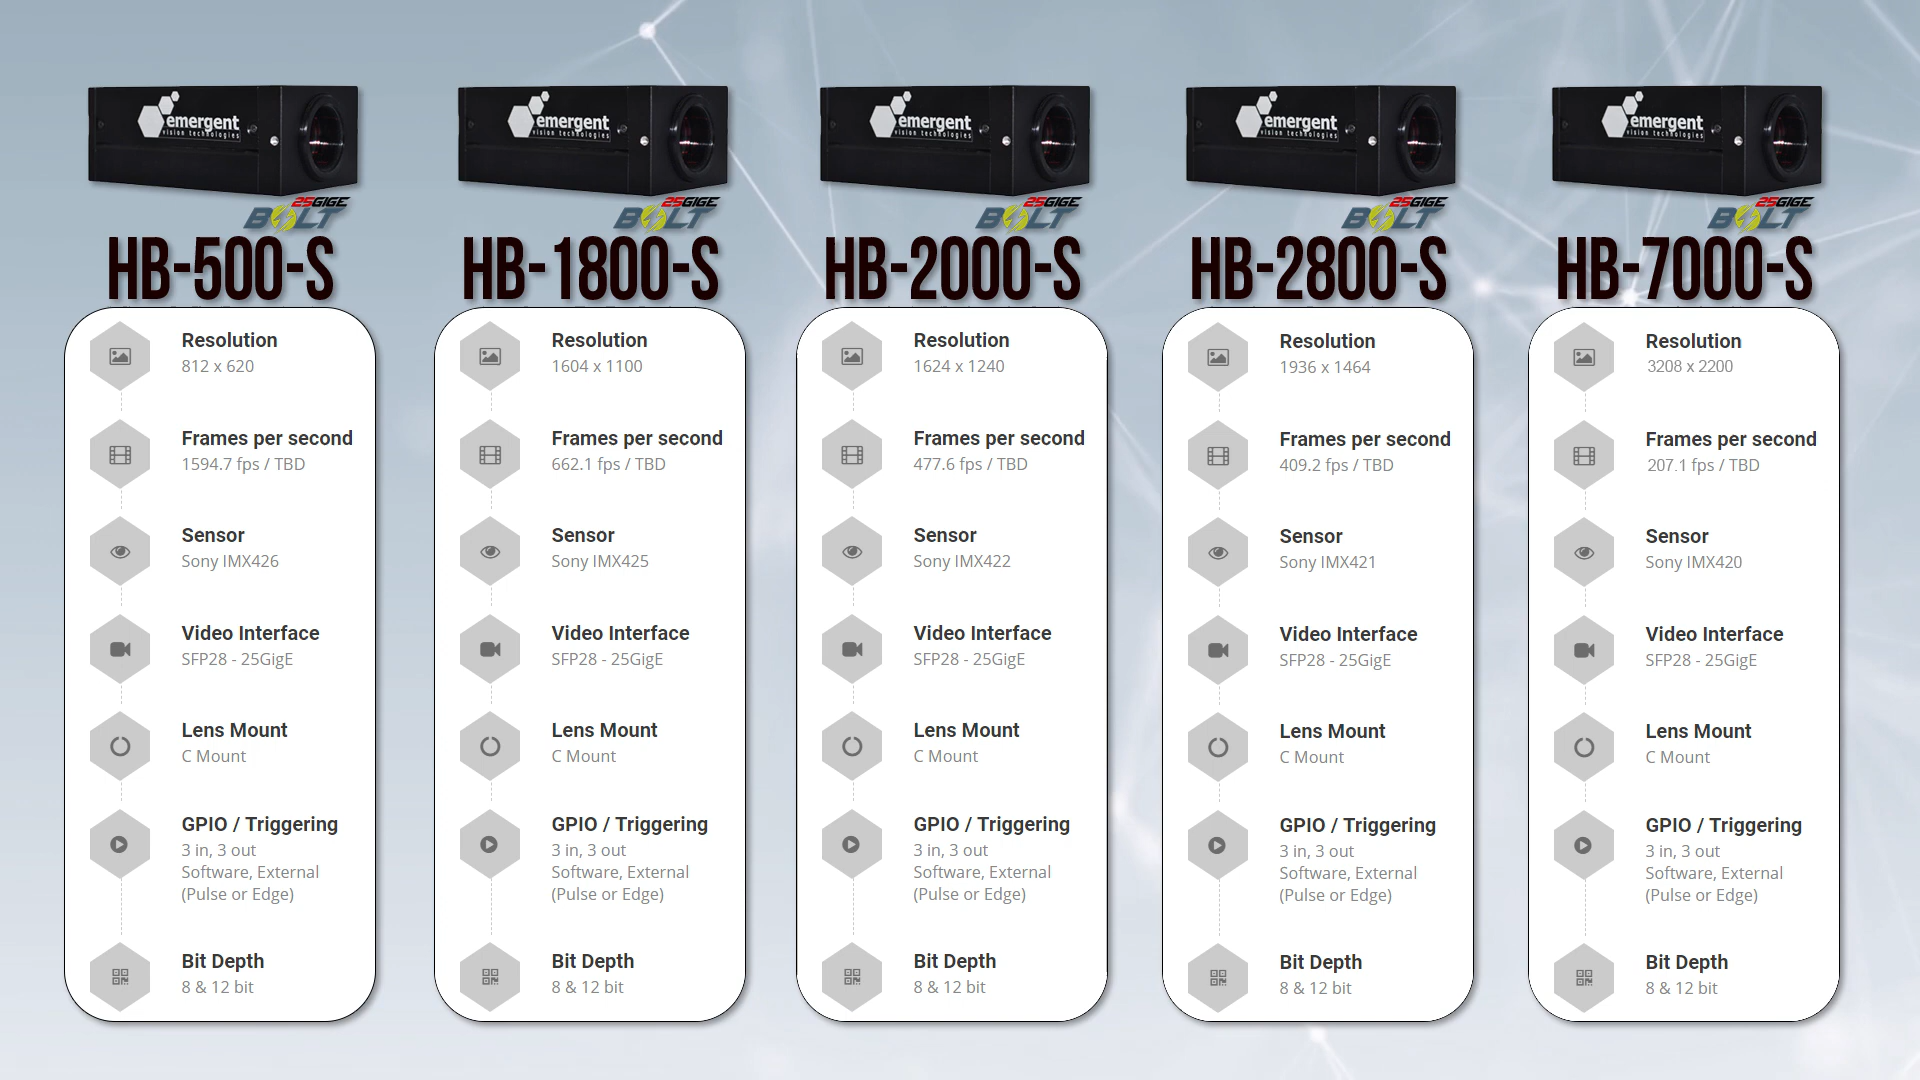 emergent
vision technologies
25GIGE
BOLT
HB-500-S
Resolution
812 x 620
Frames per second
1594.7 fps / TBD
Sensor
Sony IMX426
Video Interface
SFP28 - 25GigE
Lens Mount
C Mount
GPIO / Triggering
3 in, 3 out
Software, External
(Pulse or Edge)
Bit Depth
8 & 12 bit
emergent
vision technologies
25GIGE
BOLT
HB-1800-S
Resolution
1604 x 1100
Frames per second
662.1 fps / TBD
Sensor
Sony IMX425
Video Interface
SFP28 - 25GigE
Lens Mount
C Mount
GPIO / Triggering
3 in, 3 out
Software, External
(Pulse or Edge)
Bit Depth
8 & 12 bit
emergent
vision technologies
25GIGE
BOLT
HB-2000-S
Resolution
1624 x 1240
Frames per second
477.6 fps / TBD
Sensor
Sony IMX422
Video Interface
SFP28 - 25GigE
Lens Mount
C Mount
GPIO / Triggering
3 in, 3 out
Software, External
(Pulse or Edge)
Bit Depth
8 & 12 bit
emergent
vision technologies
25GIGE
BOLT
HB-2800-S
Resolution
1936 x 1464
Frames per second
409.2 fps / TBD
Sensor
Sony IMX421
Video Interface
SFP28 - 25GigE
Lens Mount
C Mount
GPIO / Triggering
3 in, 3 out
Software, External
(Pulse or Edge)
Bit Depth
8 & 12 bit
emergent
vision technologies
25GIGE
BOLT
HB-7000-S
Resolution
3208 x 2200
Frames per second
207.1 fps / TBD
Sensor
Sony IMX420
Video Interface
SFP28 - 25GigE
Lens Mount
C Mount
GPIO / Triggering
3 in, 3 out
Software, External
(Pulse or Edge)
Bit Depth
8 & 12 bit